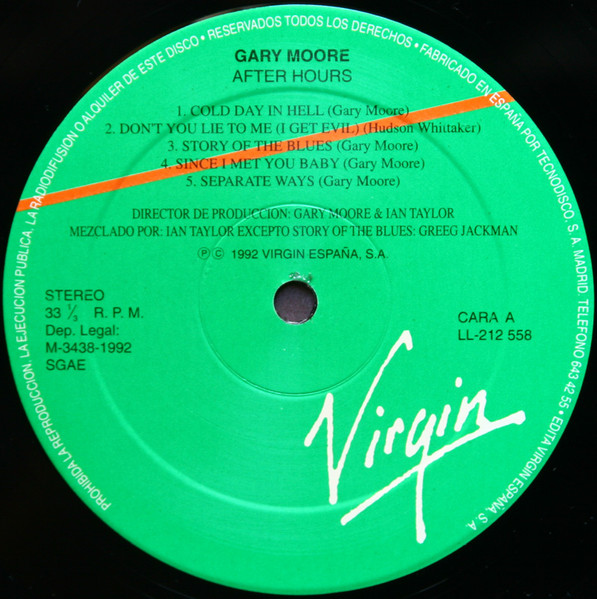 PROHIBIDA LA REPRODUCCION. LA EJECUCION PUBLICA. LA RADIODIFUSION O ALQUILER DE ESTE DISCO • RESERVADOS TODOS LOS DERECHOS • FABRICADO EN ESPAÑA POR TECNODISCO. S. A. MADRID. TELEFONO 643 42 55 • EDITA VIRGIN ESPAÑA, S. A.
GARY MOORE
AFTER HOURS
1. COLD DAY IN HELL (Gary Moore)
2. DON'T YOU LIE TO ME (I GET EVIL) (Hudson Whittaker)
3. STORY OF THE BLUES (Gary Moore)
4. SINCE I MET YOU BABY (Gary Moore)
5. SEPARATE WAYS (Gary Moore)
DIRECTOR DE PRODUCCION: GARY MOORE & IAN TAYLOR
MEZCLADO POR: IAN TAYLOR EXCEPTO STORY OF THE BLUES: GREEG JACKMAN
℗ © 1992 VIRGIN ESPAÑA, S.A.
STEREO
33 1/3 R. P. M.
Dep. Legal:
M-3438-1992
SGAE
CARA A
LL-212 558
Virgin